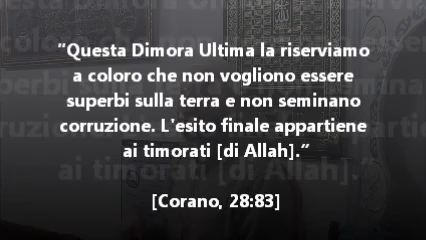 "Questa Dimora Ultima la riserviamo
a coloro che non vogliono essere
superbi sulla terra e non seminano
corruzione. L'esito finale appartiene
ai timorati [di Allah]."
[Corano, 28:83]